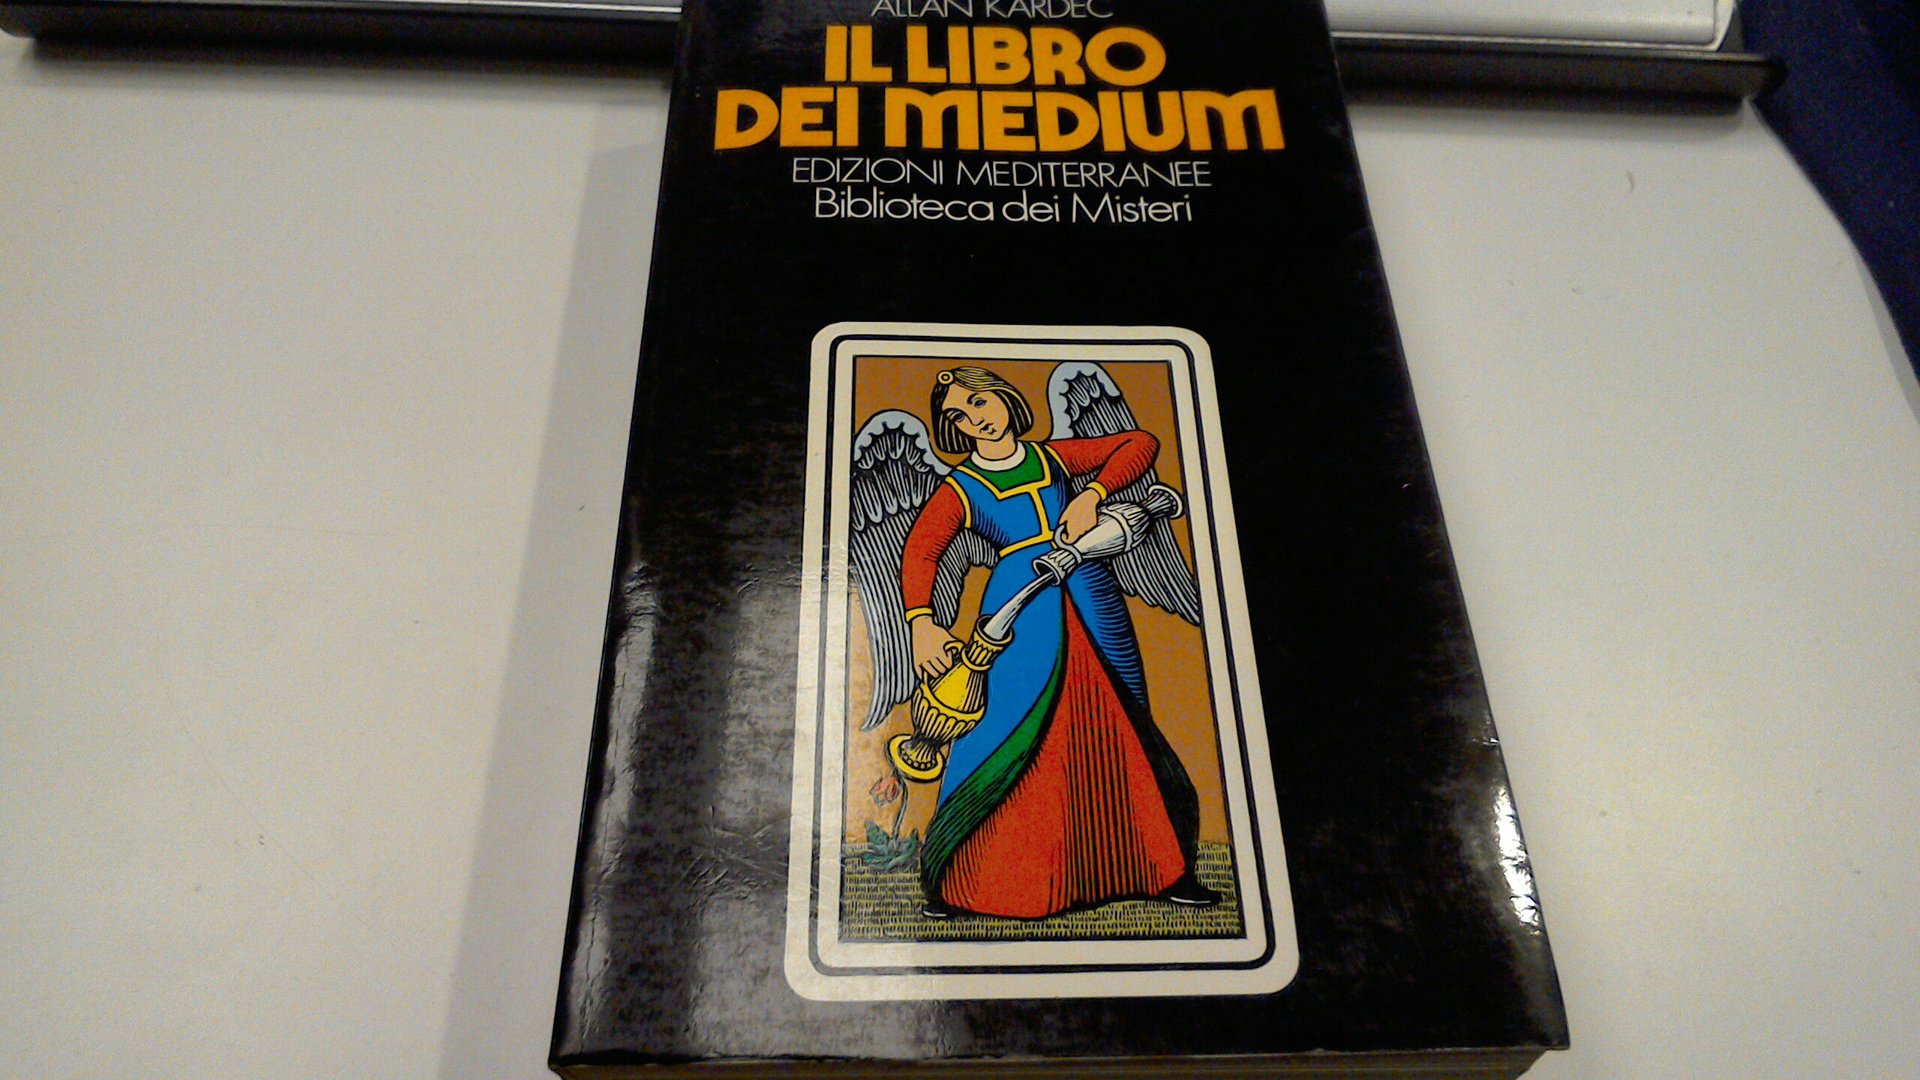 ALLAN KARDEC
IL LIBRO
DEI MEDIUM
EDIZIONI MEDITERRANEE
Biblioteca dei Misteri